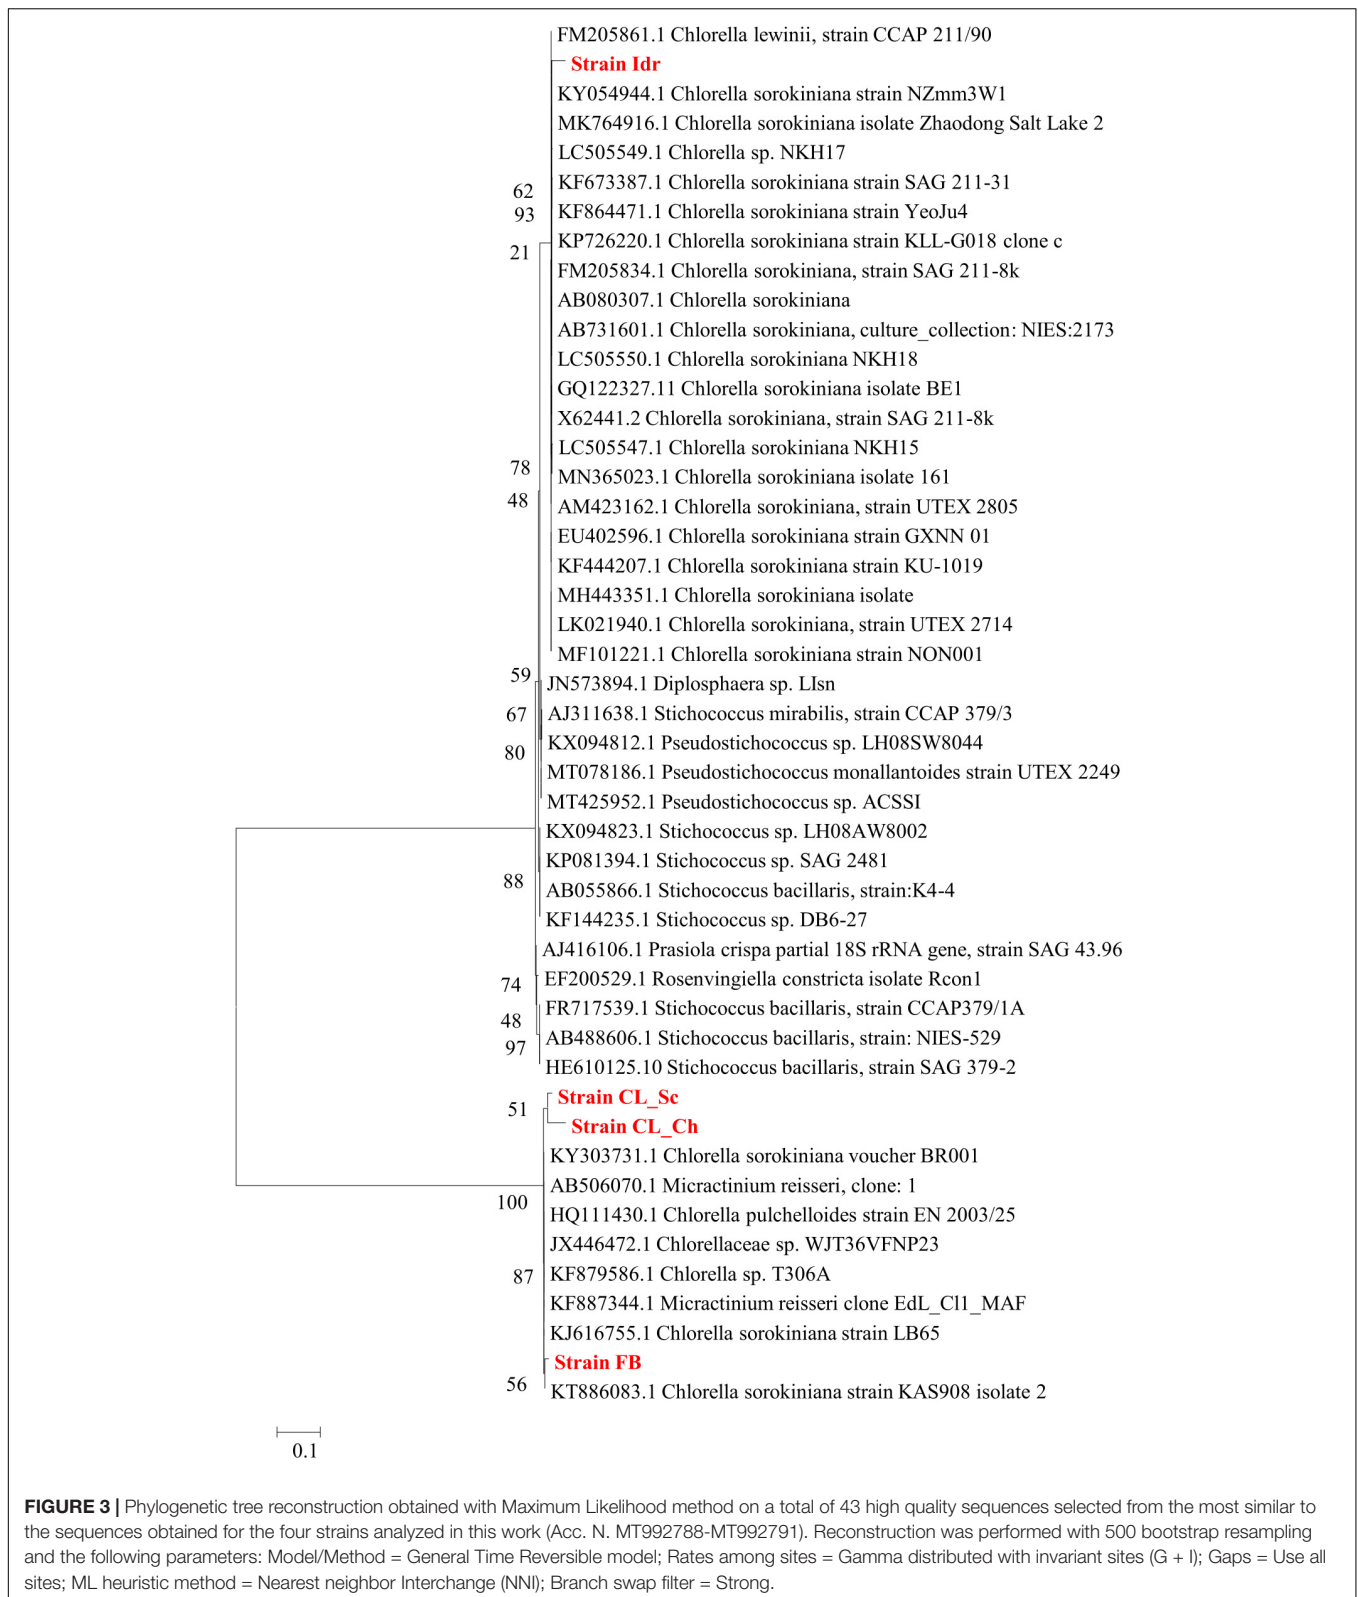 FM205861.1 Chlorella lewinii, strain CCAP 211/90
Strain Idr
KY054944.1 Chlorella sorokiniana strain NZmm3W1
MK764916.1 Chlorella sorokiniana isolate Zhaodong Salt Lake 2
LC505549.1 Chlorella sp. NKH17
KF673387.1 Chlorella sorokiniana strain SAG 211-31
62
KF864471.1 Chlorella sorokiniana strain YeoJu4
93
KP726220.1 Chlorella sorokiniana strain KLL-G018 clone c
21
FM205834.1 Chlorella sorokiniana, strain SAG 211-8k
AB080307.1 Chlorella sorokiniana
AB731601.1 Chlorella sorokiniana, culture_collection: NIES:2173
LC505550.1 Chlorella sorokiniana NKH18
GQ122327.11 Chlorella sorokiniana isolate BE1
X62441.2 Chlorella sorokiniana, strain SAG 211-8k
LC505547.1 Chlorella sorokiniana NKH15
78
MN365023.1 Chlorella sorokiniana isolate 161
48
AM423162.1 Chlorella sorokiniana, strain UTEX 2805
EU402596.1 Chlorella sorokiniana strain GXNN 01
KF444207.1 Chlorella sorokiniana strain KU-1019
MH443351.1 Chlorella sorokiniana isolate
LK021940.1 Chlorella sorokiniana, strain UTEX 2714
MF101221.1 Chlorella sorokiniana strain NON001
59
JN573894.1 Diplosphaera sp. LIsn
67
AJ311638.1 Stichococcus mirabilis, strain CCAP 379/3
KX094812.1 Pseudostichococcus sp. LH08SW8044
80
MT078186.1 Pseudostichococcus monallantoides strain UTEX 2249
MT425952.1 Pseudostichococcus sp. ACSSI
KX094823.1 Stichococcus sp. LH08AW8002
KP081394.1 Stichococcus sp. SAG 2481
88
AB055866.1 Stichococcus bacillaris, strain:K4-4
KF144235.1 Stichococcus sp. DB6-27
AJ416106.1 Prasiola crispa partial 18S rRNA gene, strain SAG 43.96
EF200529.1 Rosenvingiella constricta isolate Rcon1
74
FR717539.1 Stichococcus bacillaris, strain CCAP379/1A
48
AB488606.1 Stichococcus bacillaris, strain: NIES-529
97
HE610125.10 Stichococcus bacillaris, strain SAG 379-2
Strain CL_Sc
51
Strain CL_Ch
KY303731.1 Chlorella sorokiniana voucher BR001
AB506070.1 Micractinium reisseri, clone: 1
100
HQ111430.1 Chlorella pulchelloides strain EN 2003/25
JX446472.1 Chlorellaceae sp. WJT36VFNP23
87
KF879586.1 Chlorella sp. T306A
KF887344.1 Micractinium reisseri clone EdL_Cl1_MAF
KJ616755.1 Chlorella sorokiniana strain LB65
Strain FB
56
KT886083.1 Chlorella sorokiniana strain KAS908 isolate 2
0.1
FIGURE 3 | Phylogenetic tree reconstruction obtained with Maximum Likelihood method on a total of 43 high quality sequences selected from the most similar to
the sequences obtained for the four strains analyzed in this work (Acc. N. MT992788-MT992791). Reconstruction was performed with 500 bootstrap resampling
and the following parameters: Model/Method = General Time Reversible model; Rates among sites = Gamma distributed with invariant sites (G + I); Gaps = Use all
sites; ML heuristic method = Nearest neighbor Interchange (NNI); Branch swap filter = Strong.